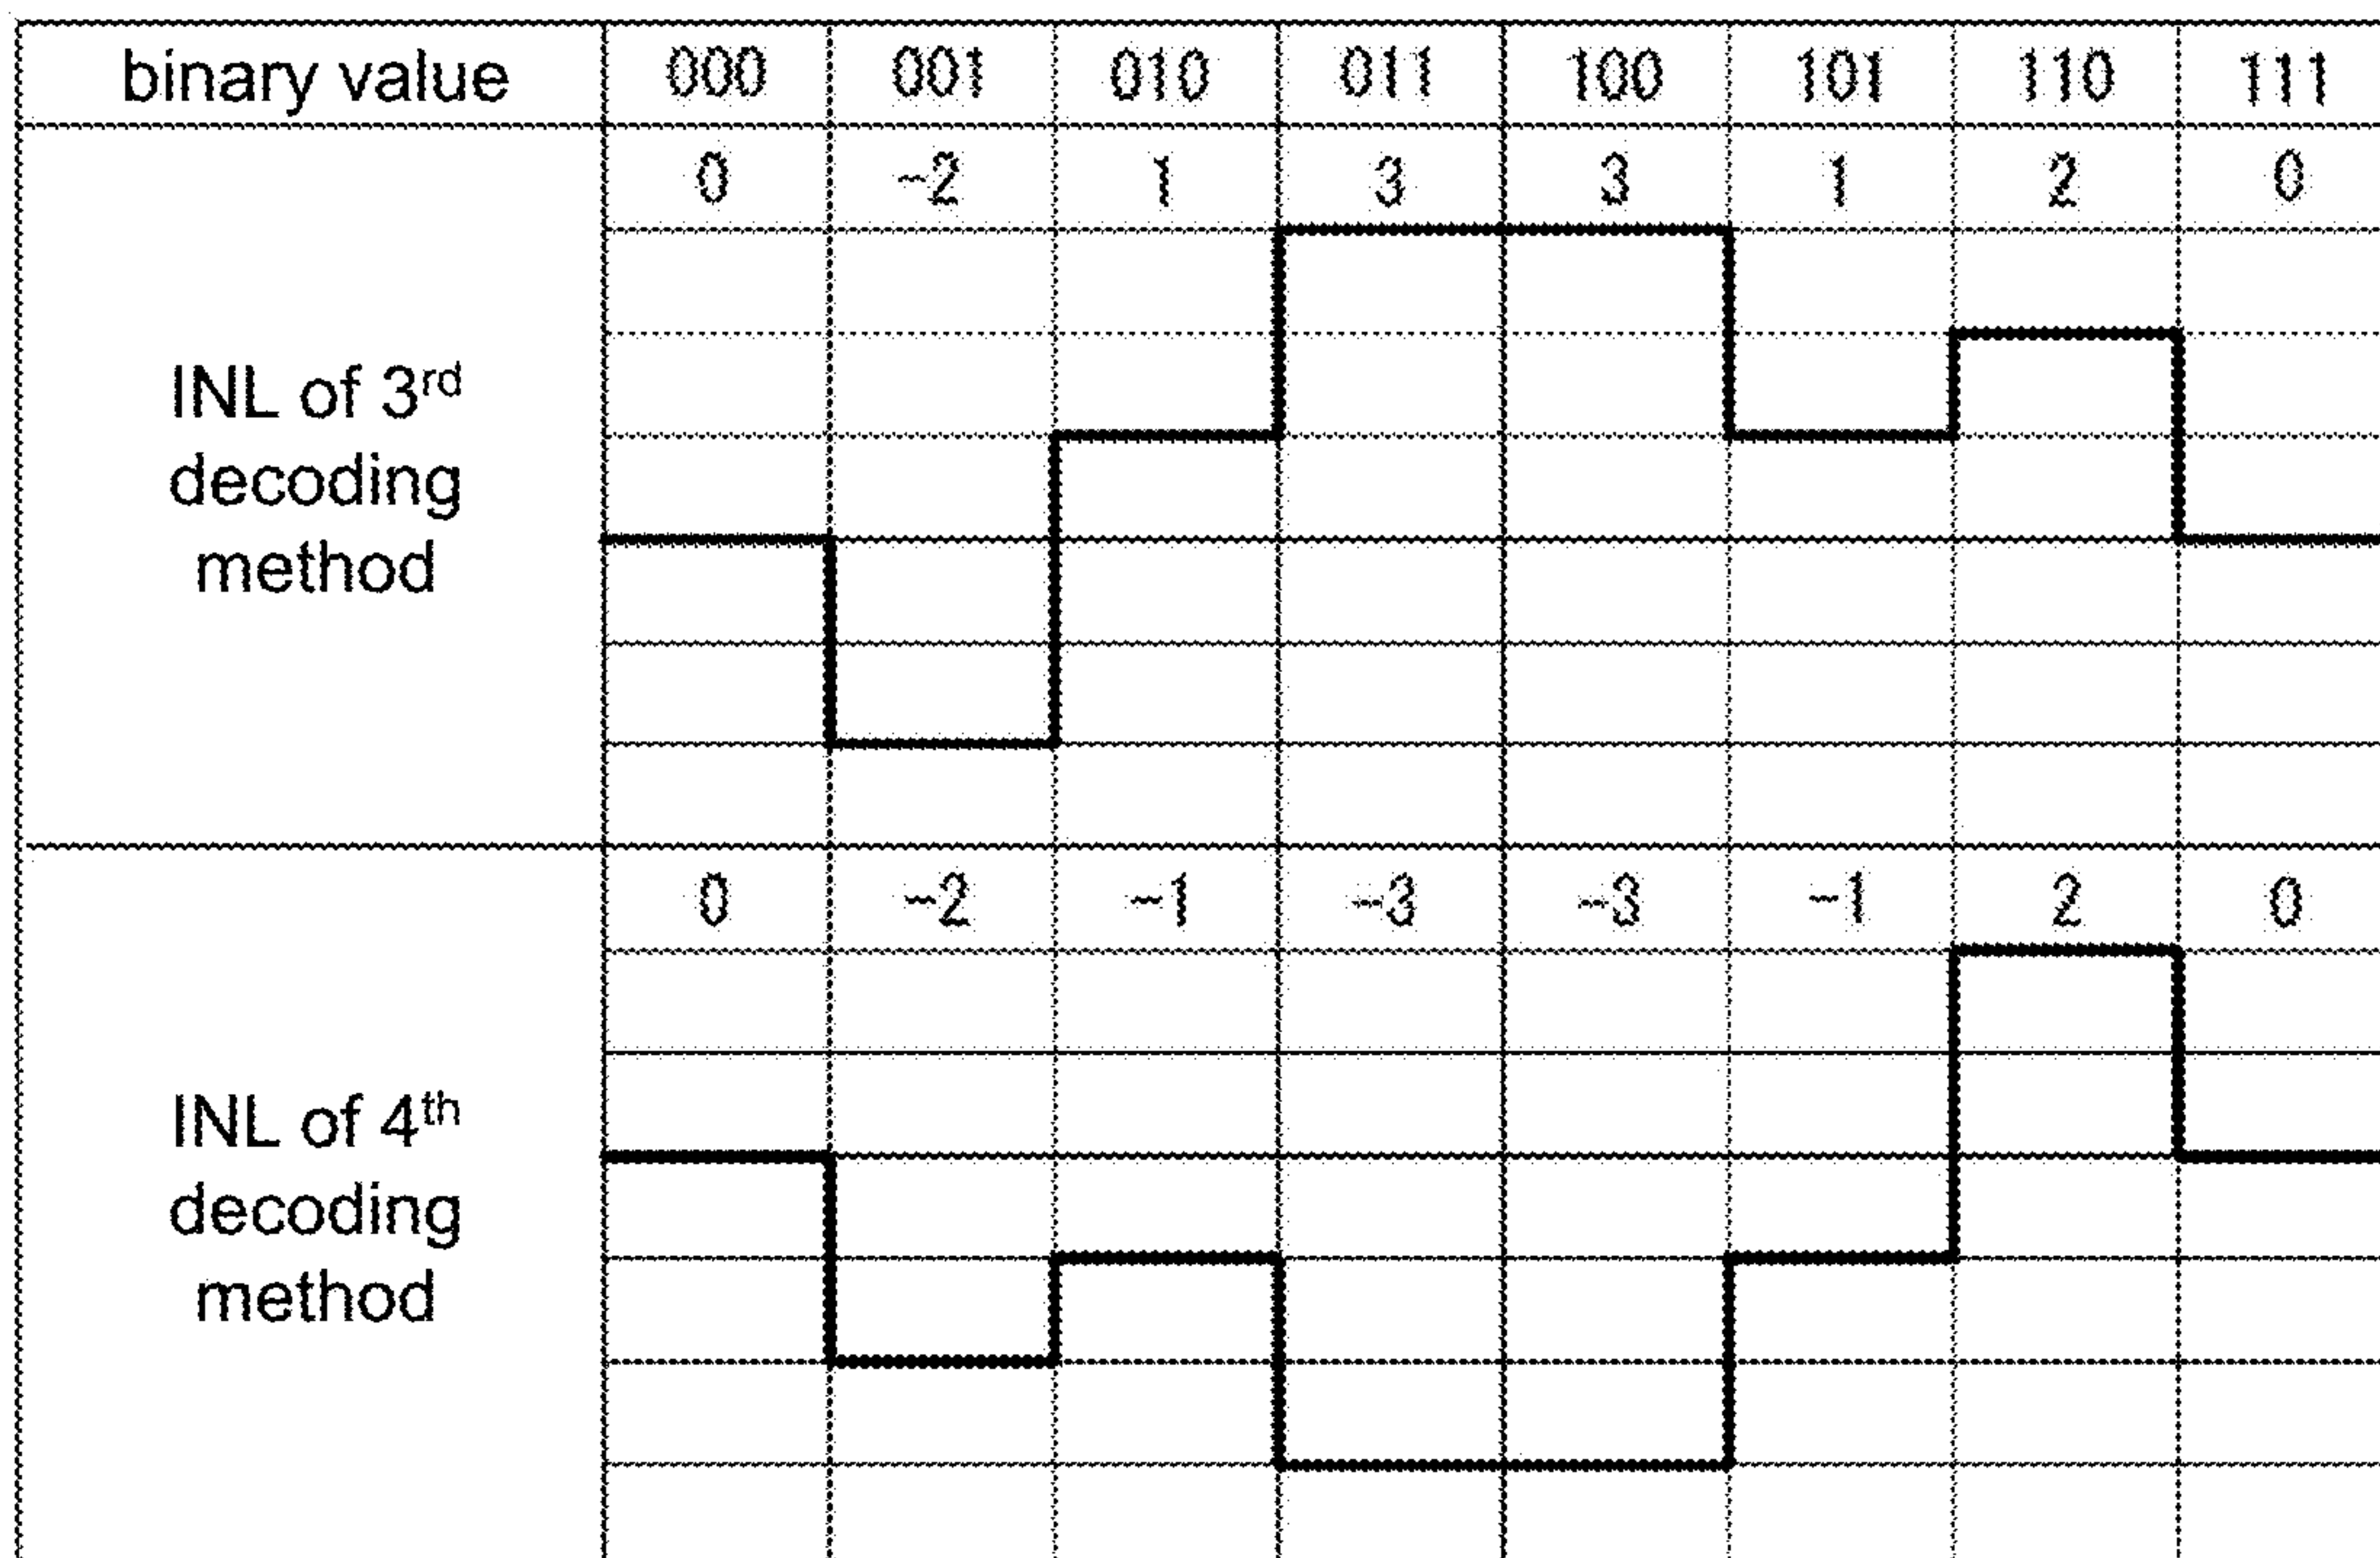 binary value 000 001 010 011 100 101 110 111
0 -2 1 3 3 1 2 0
INL of 3rd
decoding
method
0 -2 -1 -3 -3 -1 2 0
INL of 4th
decoding
method